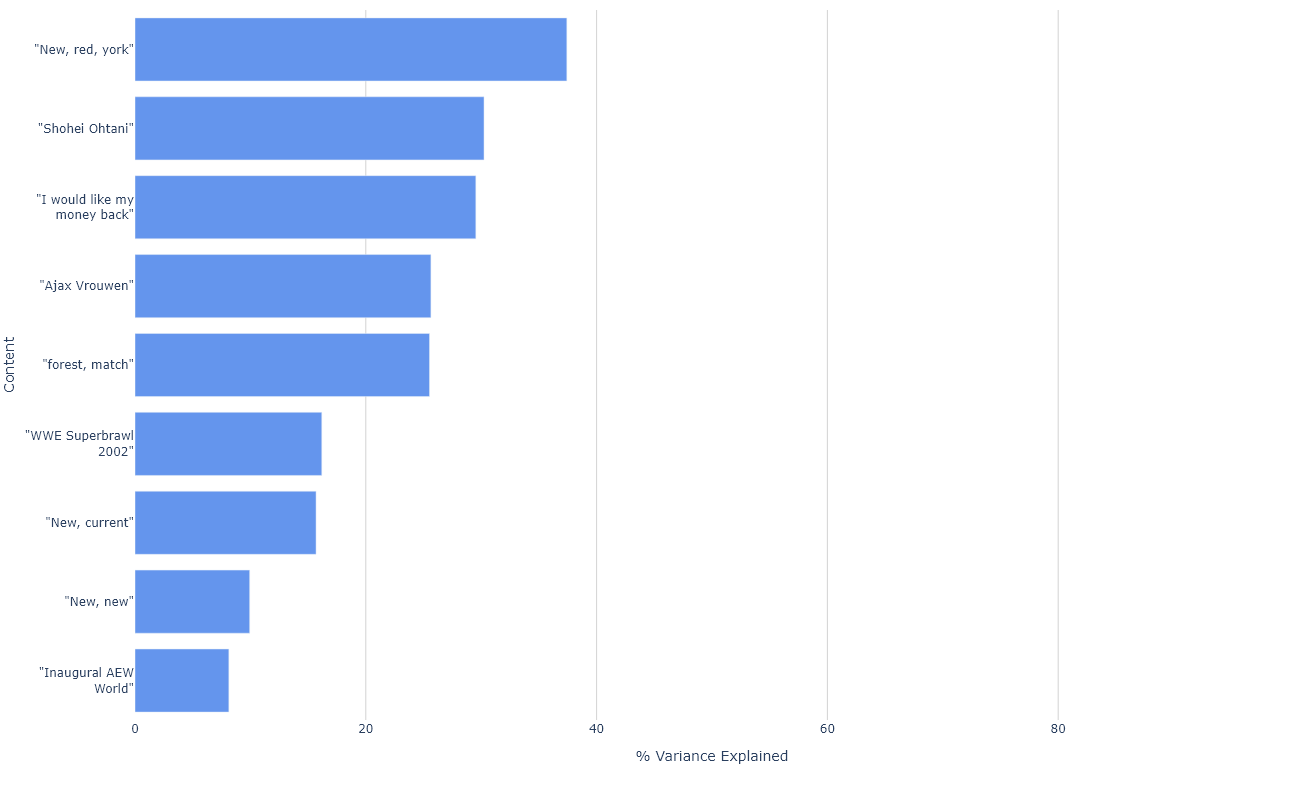 "New, red, york"
"Shohei Ohtani"
"I would like my
money back"
"Ajax Vrouwen"
"forest, match"
"WWE Superbrawl
2002"
"New, current"
"New, new"
"Inaugural AEW
World"
Content
0 20 40 60 80
% Variance Explained